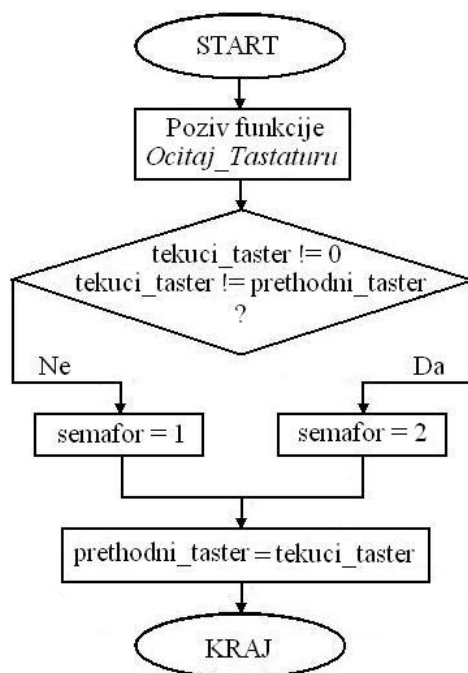 START
Poziv funkcije
Ocitaj_Tastaturu
tekuci_taster != 0
tekuci_taster != prethodni_taster
?
Ne
Da
semafor = 1
semafor = 2
prethodni_taster = tekuci_taster
KRAJ